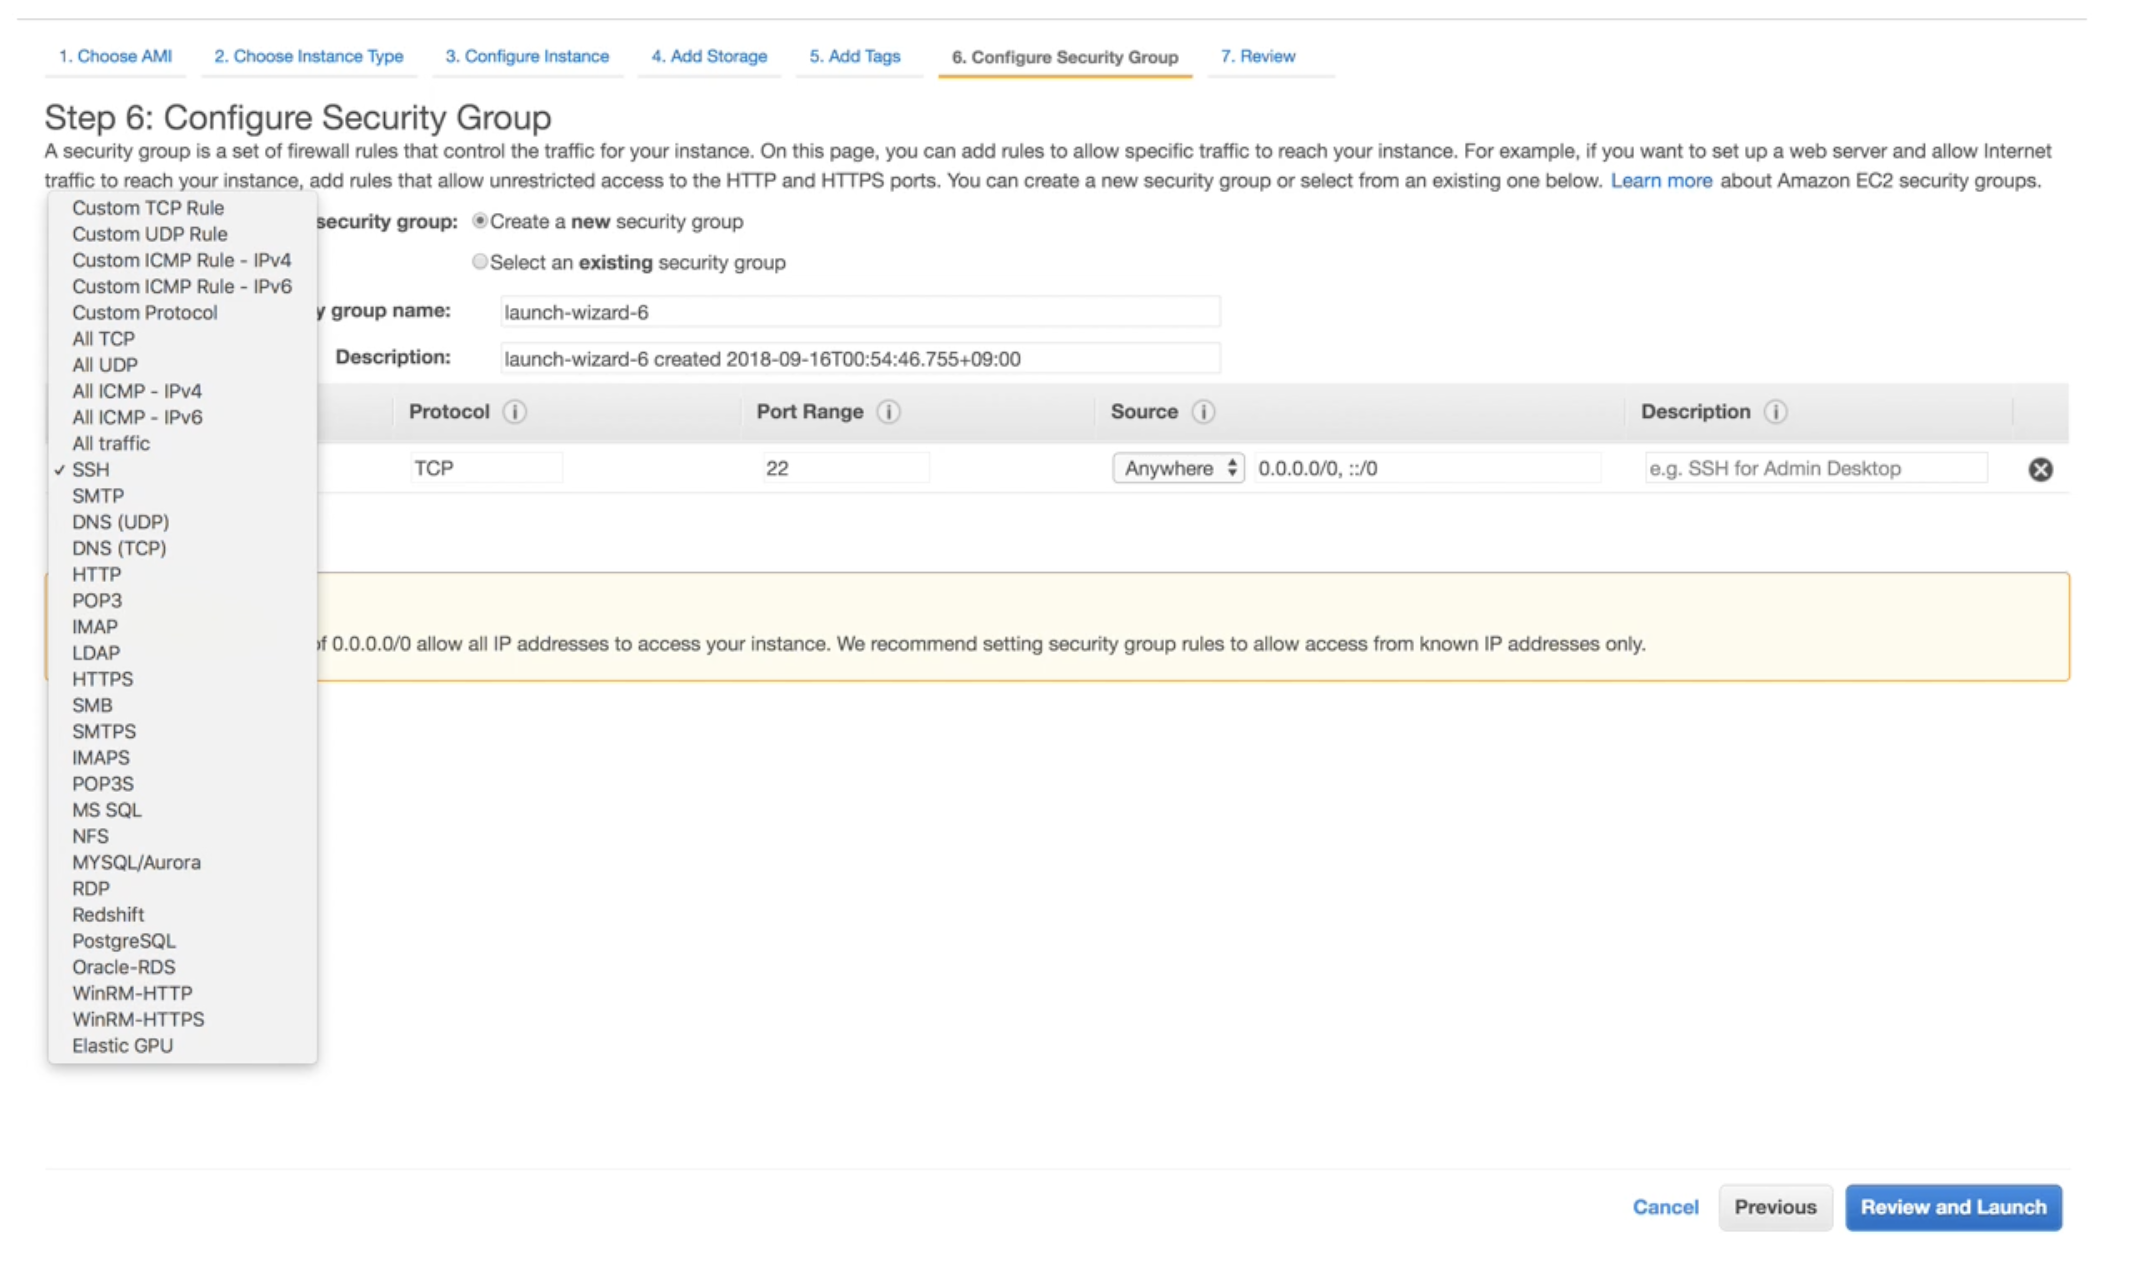 1. Choose AMI 2. Choose Instance Type 3. Configure Instance 4. Add Storage 5. Add Tags 6. Configure Security Group 7. Review
Step 6: Configure Security Group
A security group is a set of firewall rules that control the traffic for your instance. On this page, you can add rules to allow specific traffic to reach your instance. For example, if you want to set up a web server and allow Internet
traffic to reach your instance, add rules that allow unrestricted access to the HTTP and HTTPS ports. You can create a new security group or select from an existing one below. Learn more about Amazon EC2 security groups.
security group: Create a new security group
Select an existing security group
y group name: launch-wizard-6
Description: launch-wizard-6 created 2018-09-16T00:54:46.755+09:00
Protocol Port Range Source Description
TCP 22 Anywhere 0.0.0.0/0, ::/0 e.g. SSH for Admin Desktop
of 0.0.0.0/0 allow all IP addresses to access your instance. We recommend setting security group rules to allow access from known IP addresses only.
Custom TCP Rule
Custom UDP Rule
Custom ICMP Rule - IPv4
Custom ICMP Rule - IPv6
Custom Protocol
All TCP
All UDP
All ICMP - IPv4
All ICMP - IPv6
All traffic
✓ SSH
SMTP
DNS (UDP)
DNS (TCP)
HTTP
POP3
IMAP
LDAP
HTTPS
SMB
SMTPS
IMAPS
POP3S
MS SQL
NFS
MYSQL/Aurora
RDP
Redshift
PostgreSQL
Oracle-RDS
WinRM-HTTP
WinRM-HTTPS
Elastic GPU
Cancel Previous Review and Launch